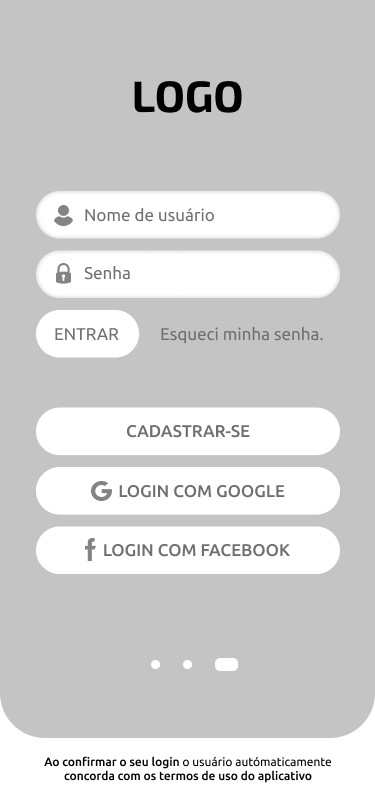 LOGO
Nome de usuário
Senha
ENTRAR
Esqueci minha senha.
CADASTRAR-SE
LOGIN COM GOOGLE
LOGIN COM FACEBOOK
Ao confirmar o seu login o usuário autómaticamente
concorda com os termos de uso do aplicativo